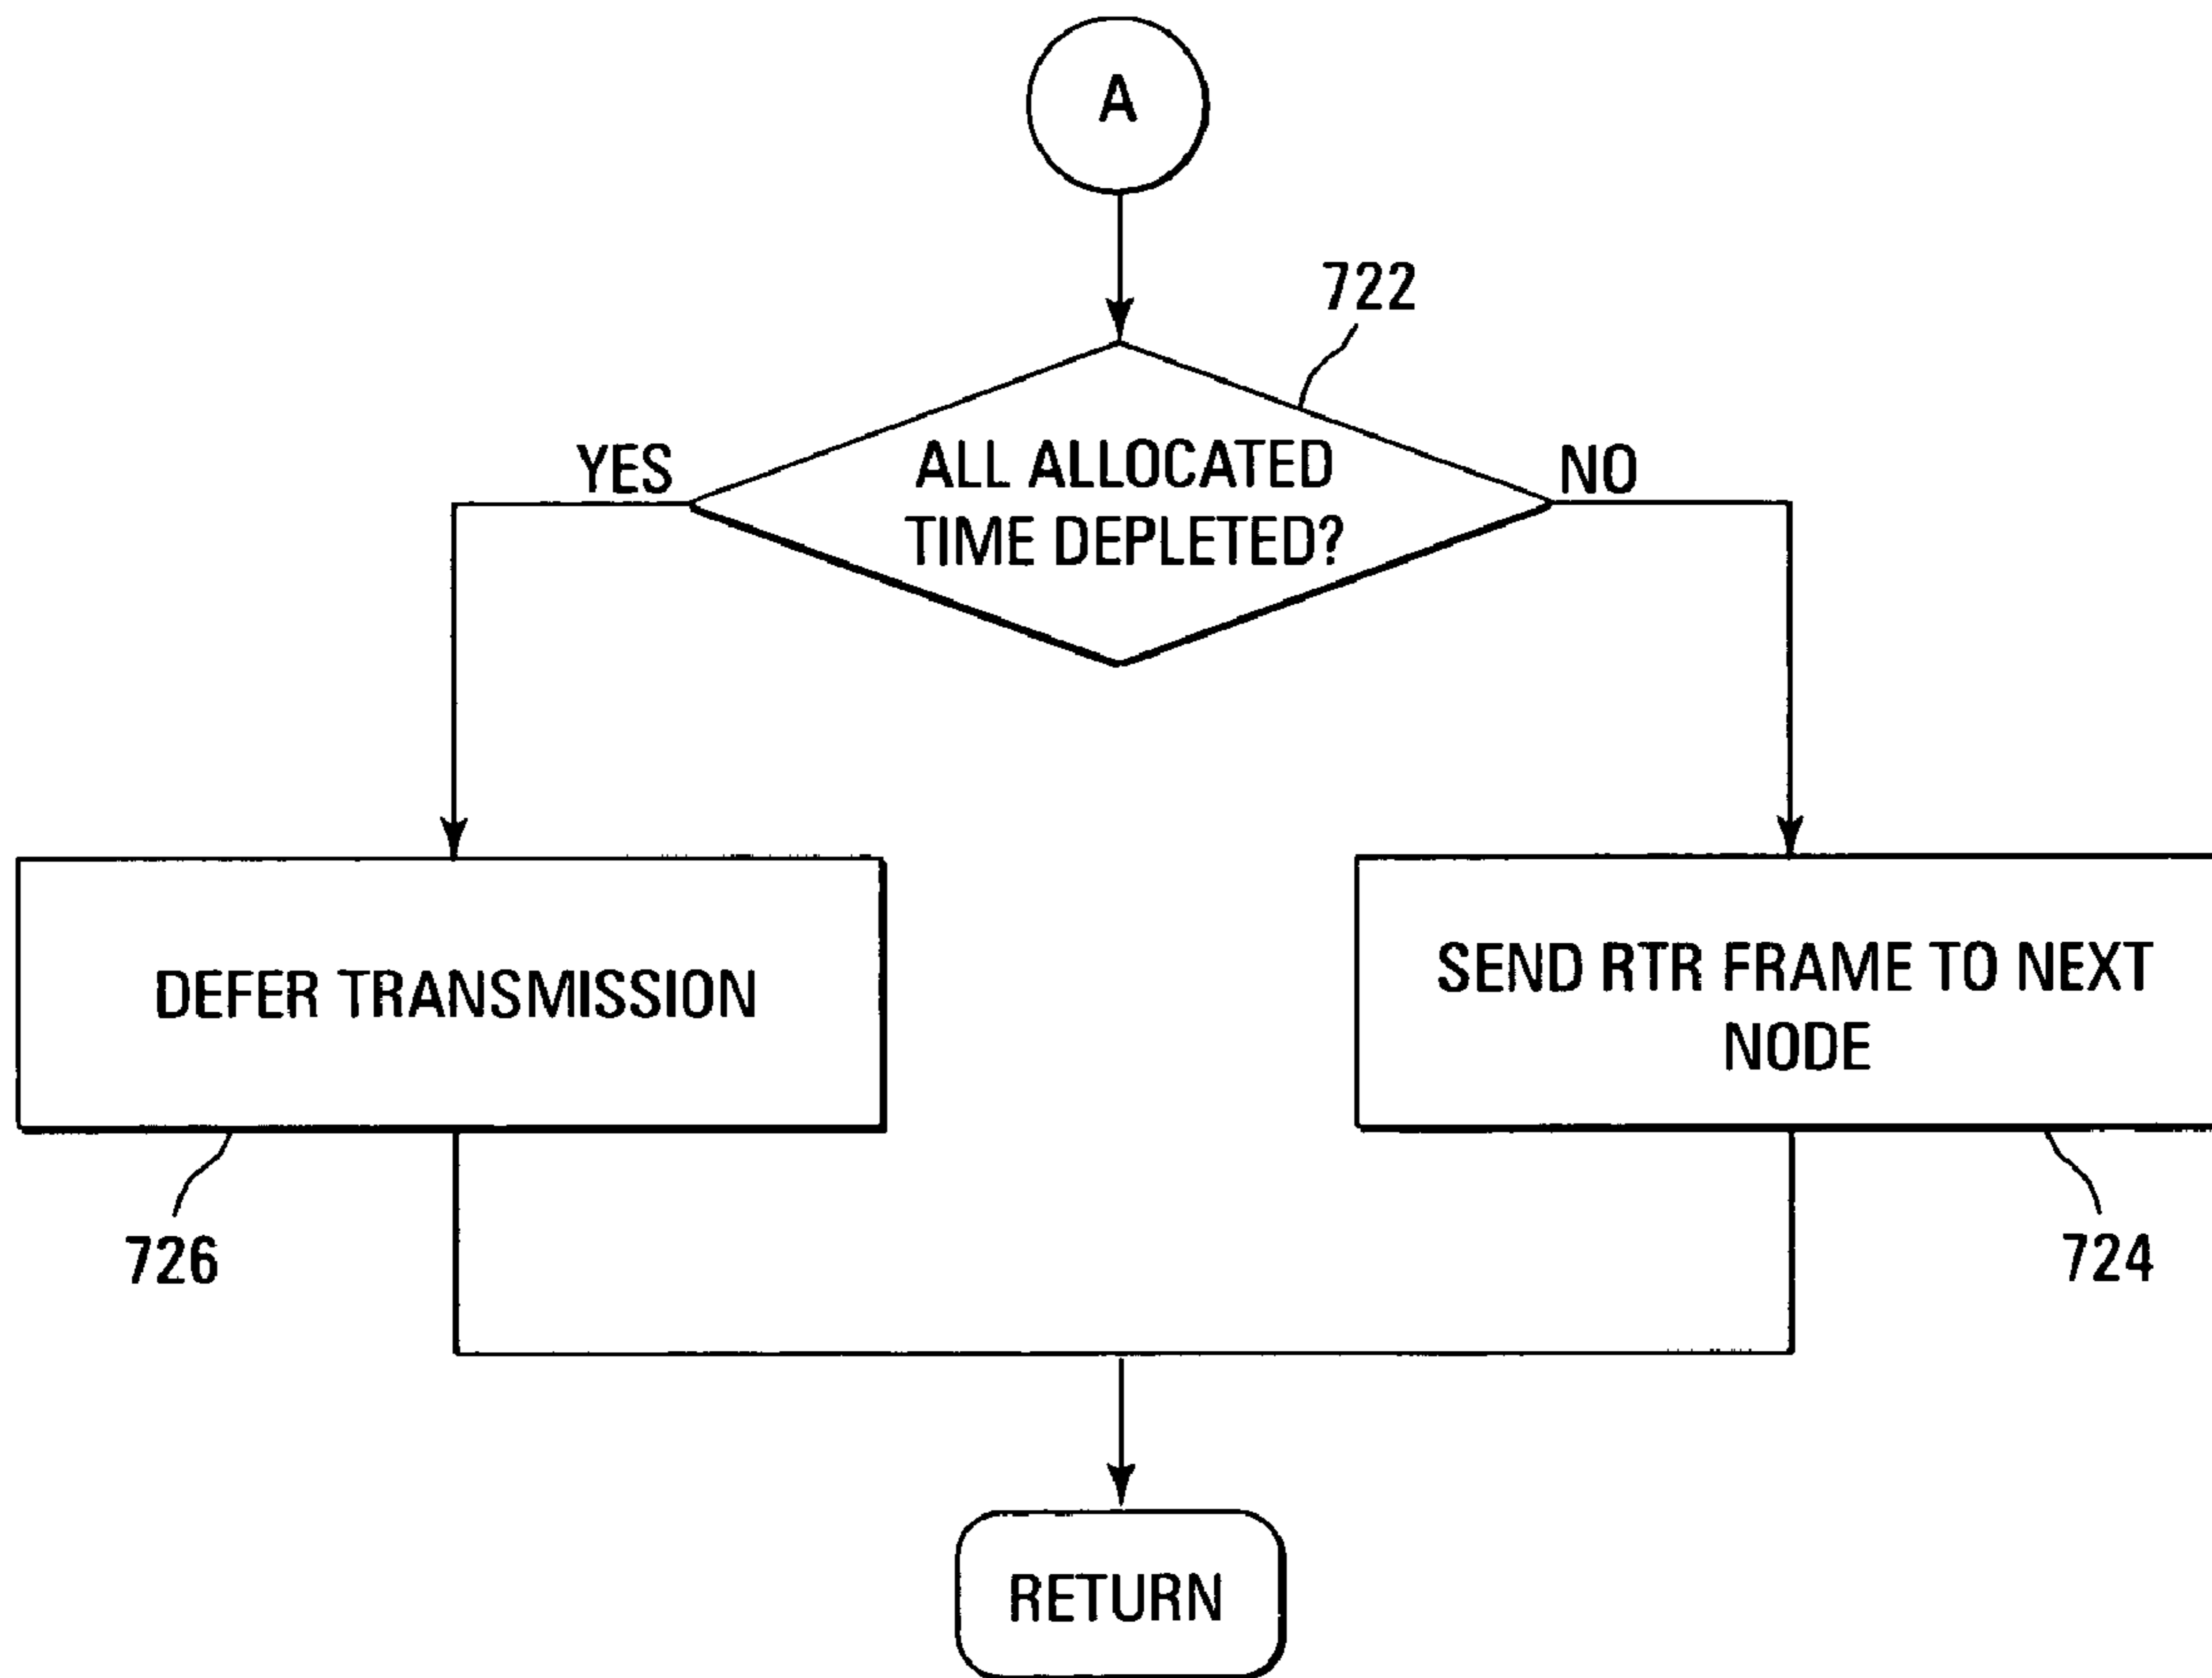 A
722
YES
ALL ALLOCATED
TIME DEPLETED?
NO
DEFER TRANSMISSION
SEND RTR FRAME TO NEXT
NODE
726
724
RETURN